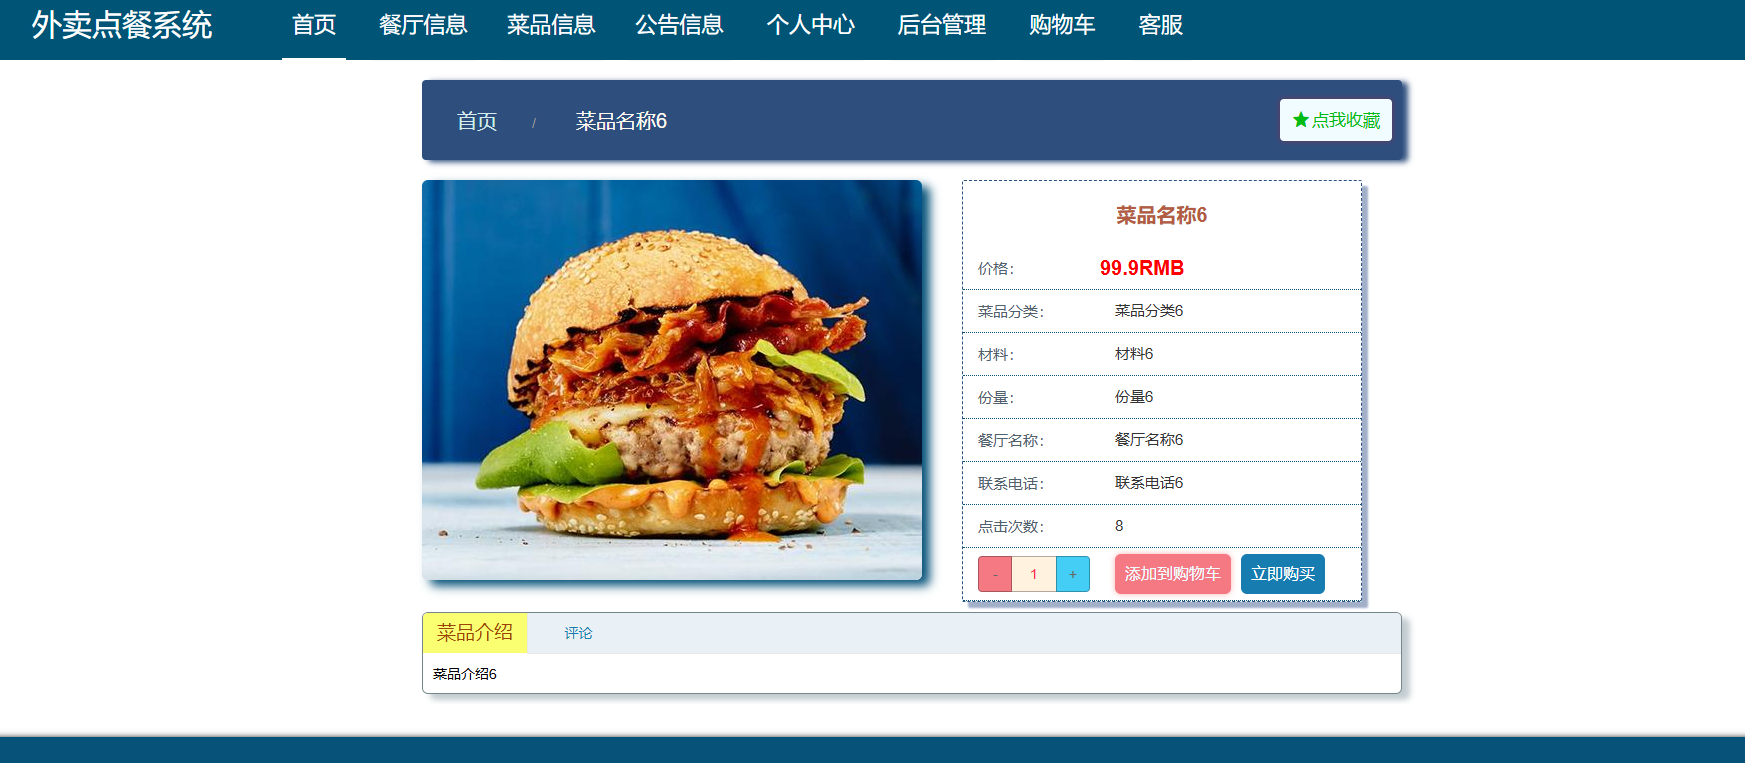 外卖点餐系统 首页 餐厅信息 菜品信息 公告信息 个人中心 后台管理 购物车 客服
首页 / 菜品名称6 ★点我收藏
菜品名称6
价格： 99.9RMB
菜品分类： 菜品分类6
材料： 材料6
份量： 份量6
餐厅名称： 餐厅名称6
联系电话： 联系电话6
点击次数： 8
- 1 + 添加到购物车 立即购买
菜品介绍 评论
菜品介绍6